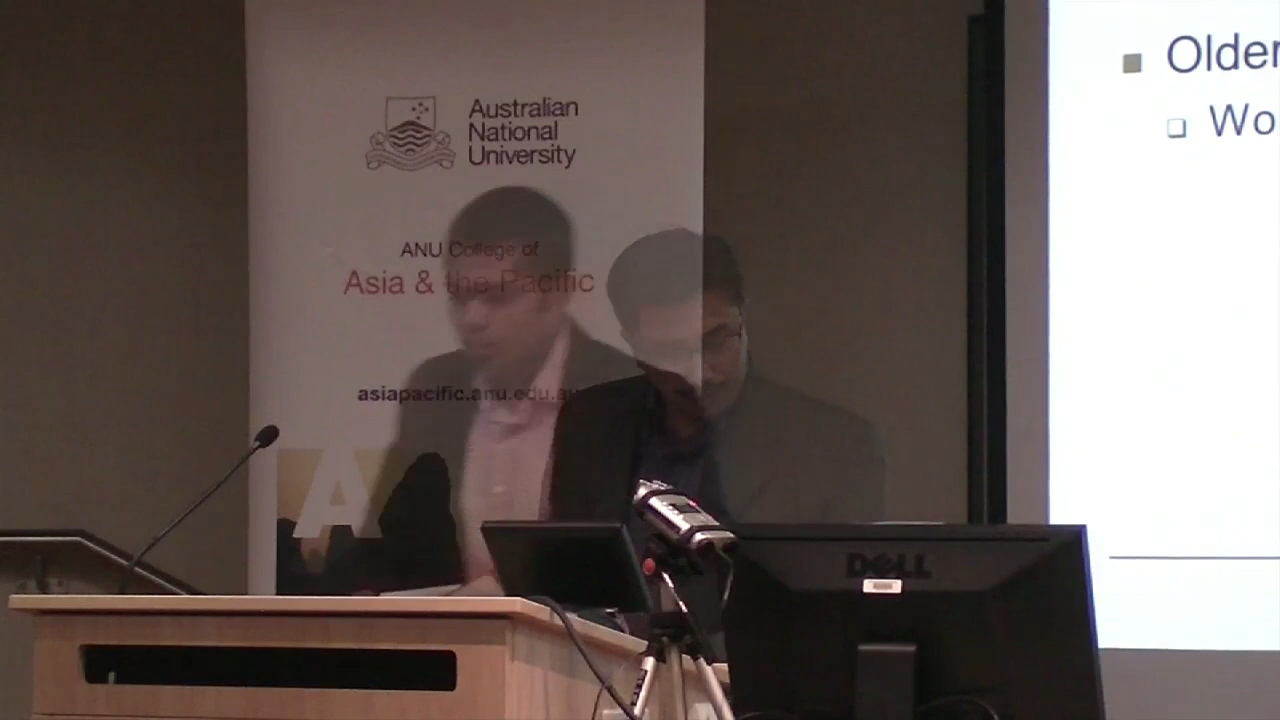 Australian
National
University
ANU College of
Asia & the Pacific
asiapacific.anu.edu.au
A
DELL
Older
Wo